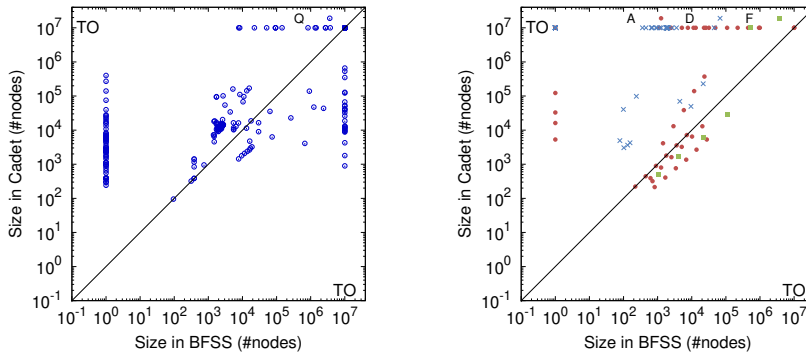 Q
TO
10^7
10^6
10^5
10^4
10^3
10^2
10^1
10^0
10^-1
Size in Cadet (#nodes)
TO
10^-1 10^0 10^1 10^2 10^3 10^4 10^5 10^6 10^7
Size in BFSS (#nodes)
A D F
TO
10^7
10^6
10^5
10^4
10^3
10^2
10^1
10^0
10^-1
Size in Cadet (#nodes)
TO
10^-1 10^0 10^1 10^2 10^3 10^4 10^5 10^6 10^7
Size in BFSS (#nodes)